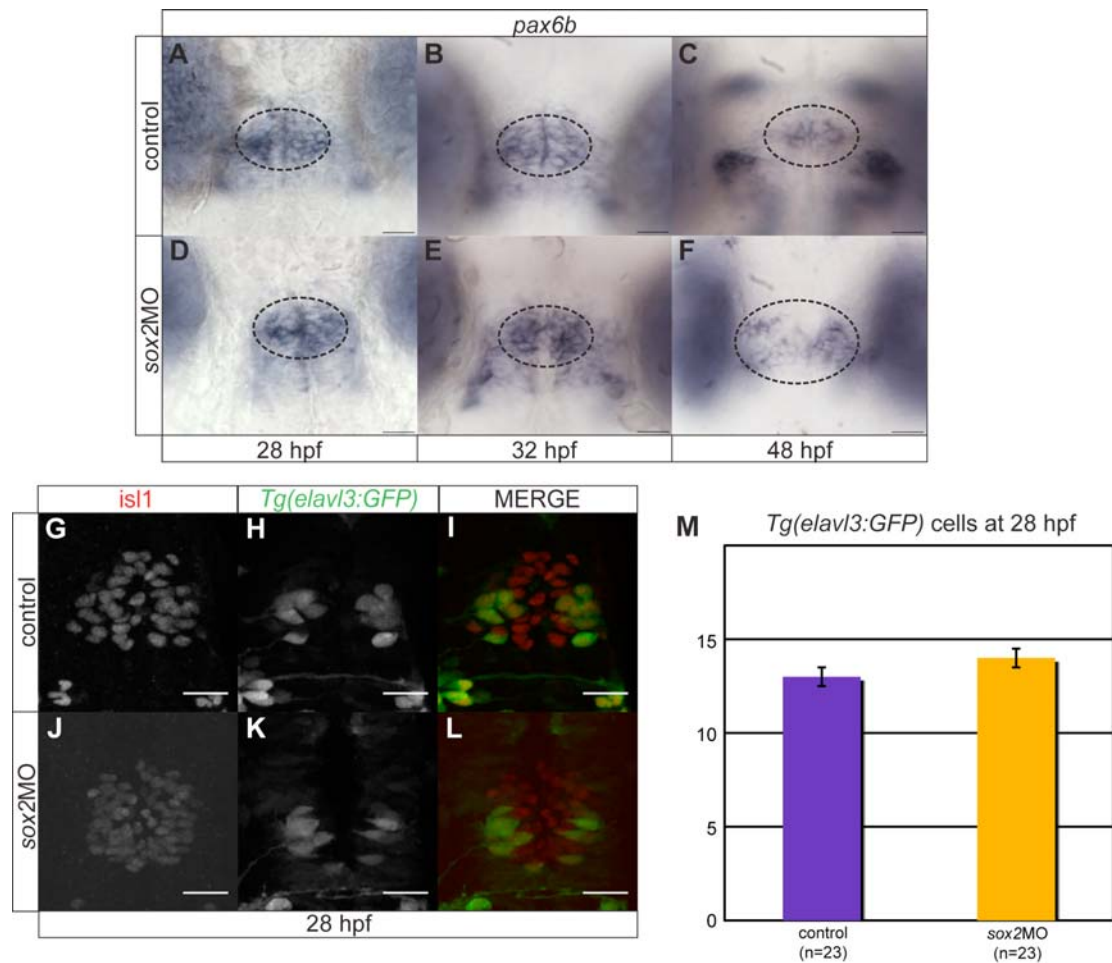 pax6b
control
A
B
C
sox2MO
D
E
F
28 hpf
32 hpf
48 hpf
isl1
Tg(elavl3:GFP)
MERGE
control
G
H
I
sox2MO
J
K
L
28 hpf
M
Tg(elavl3:GFP) cells at 28 hpf
15
10
5
0
control
(n=23)
sox2MO
(n=23)